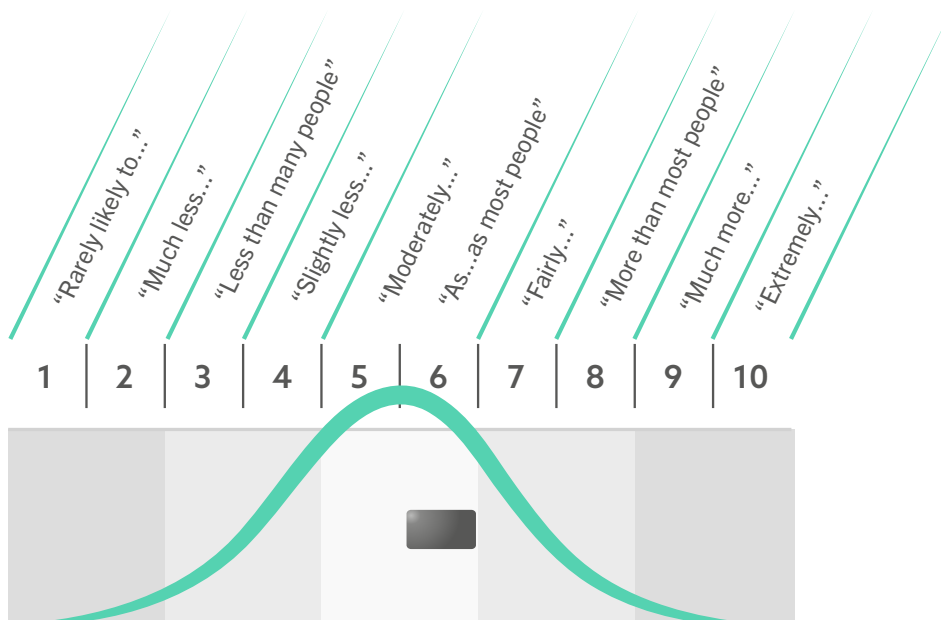 “Rarely likely to...”
“Much less...”
“Less than many people”
“Slightly less...”
“Moderately...”
“As...as most people”
“Fairly...”
“More than most people”
“Much more...”
“Extremely...”
1 2 3 4 5 6 7 8 9 10